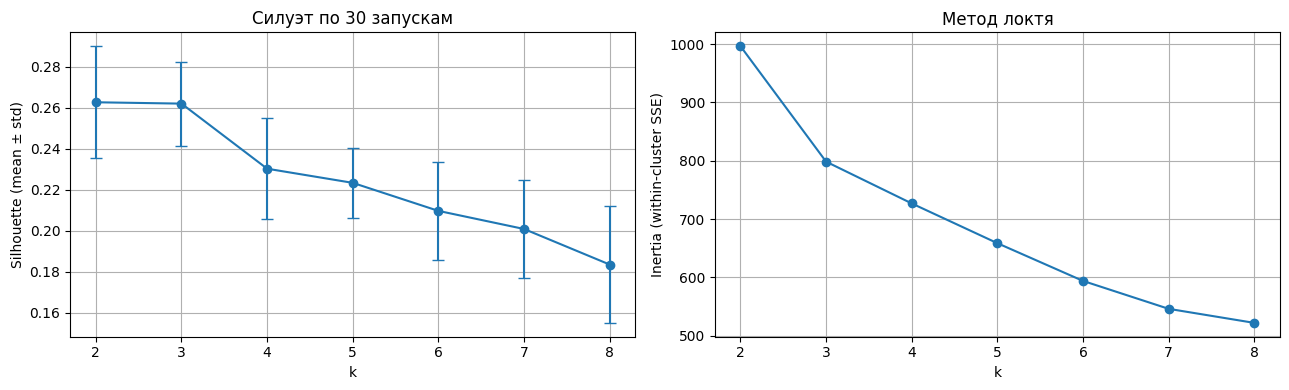 Силуэт по 30 запускам
Silhouette (mean ± std)
0.28
0.26
0.24
0.22
0.20
0.18
0.16
2 3 4 5 6 7 8
k
Метод локтя
Inertia (within-cluster SSE)
1000
900
800
700
600
500
2 3 4 5 6 7 8
k